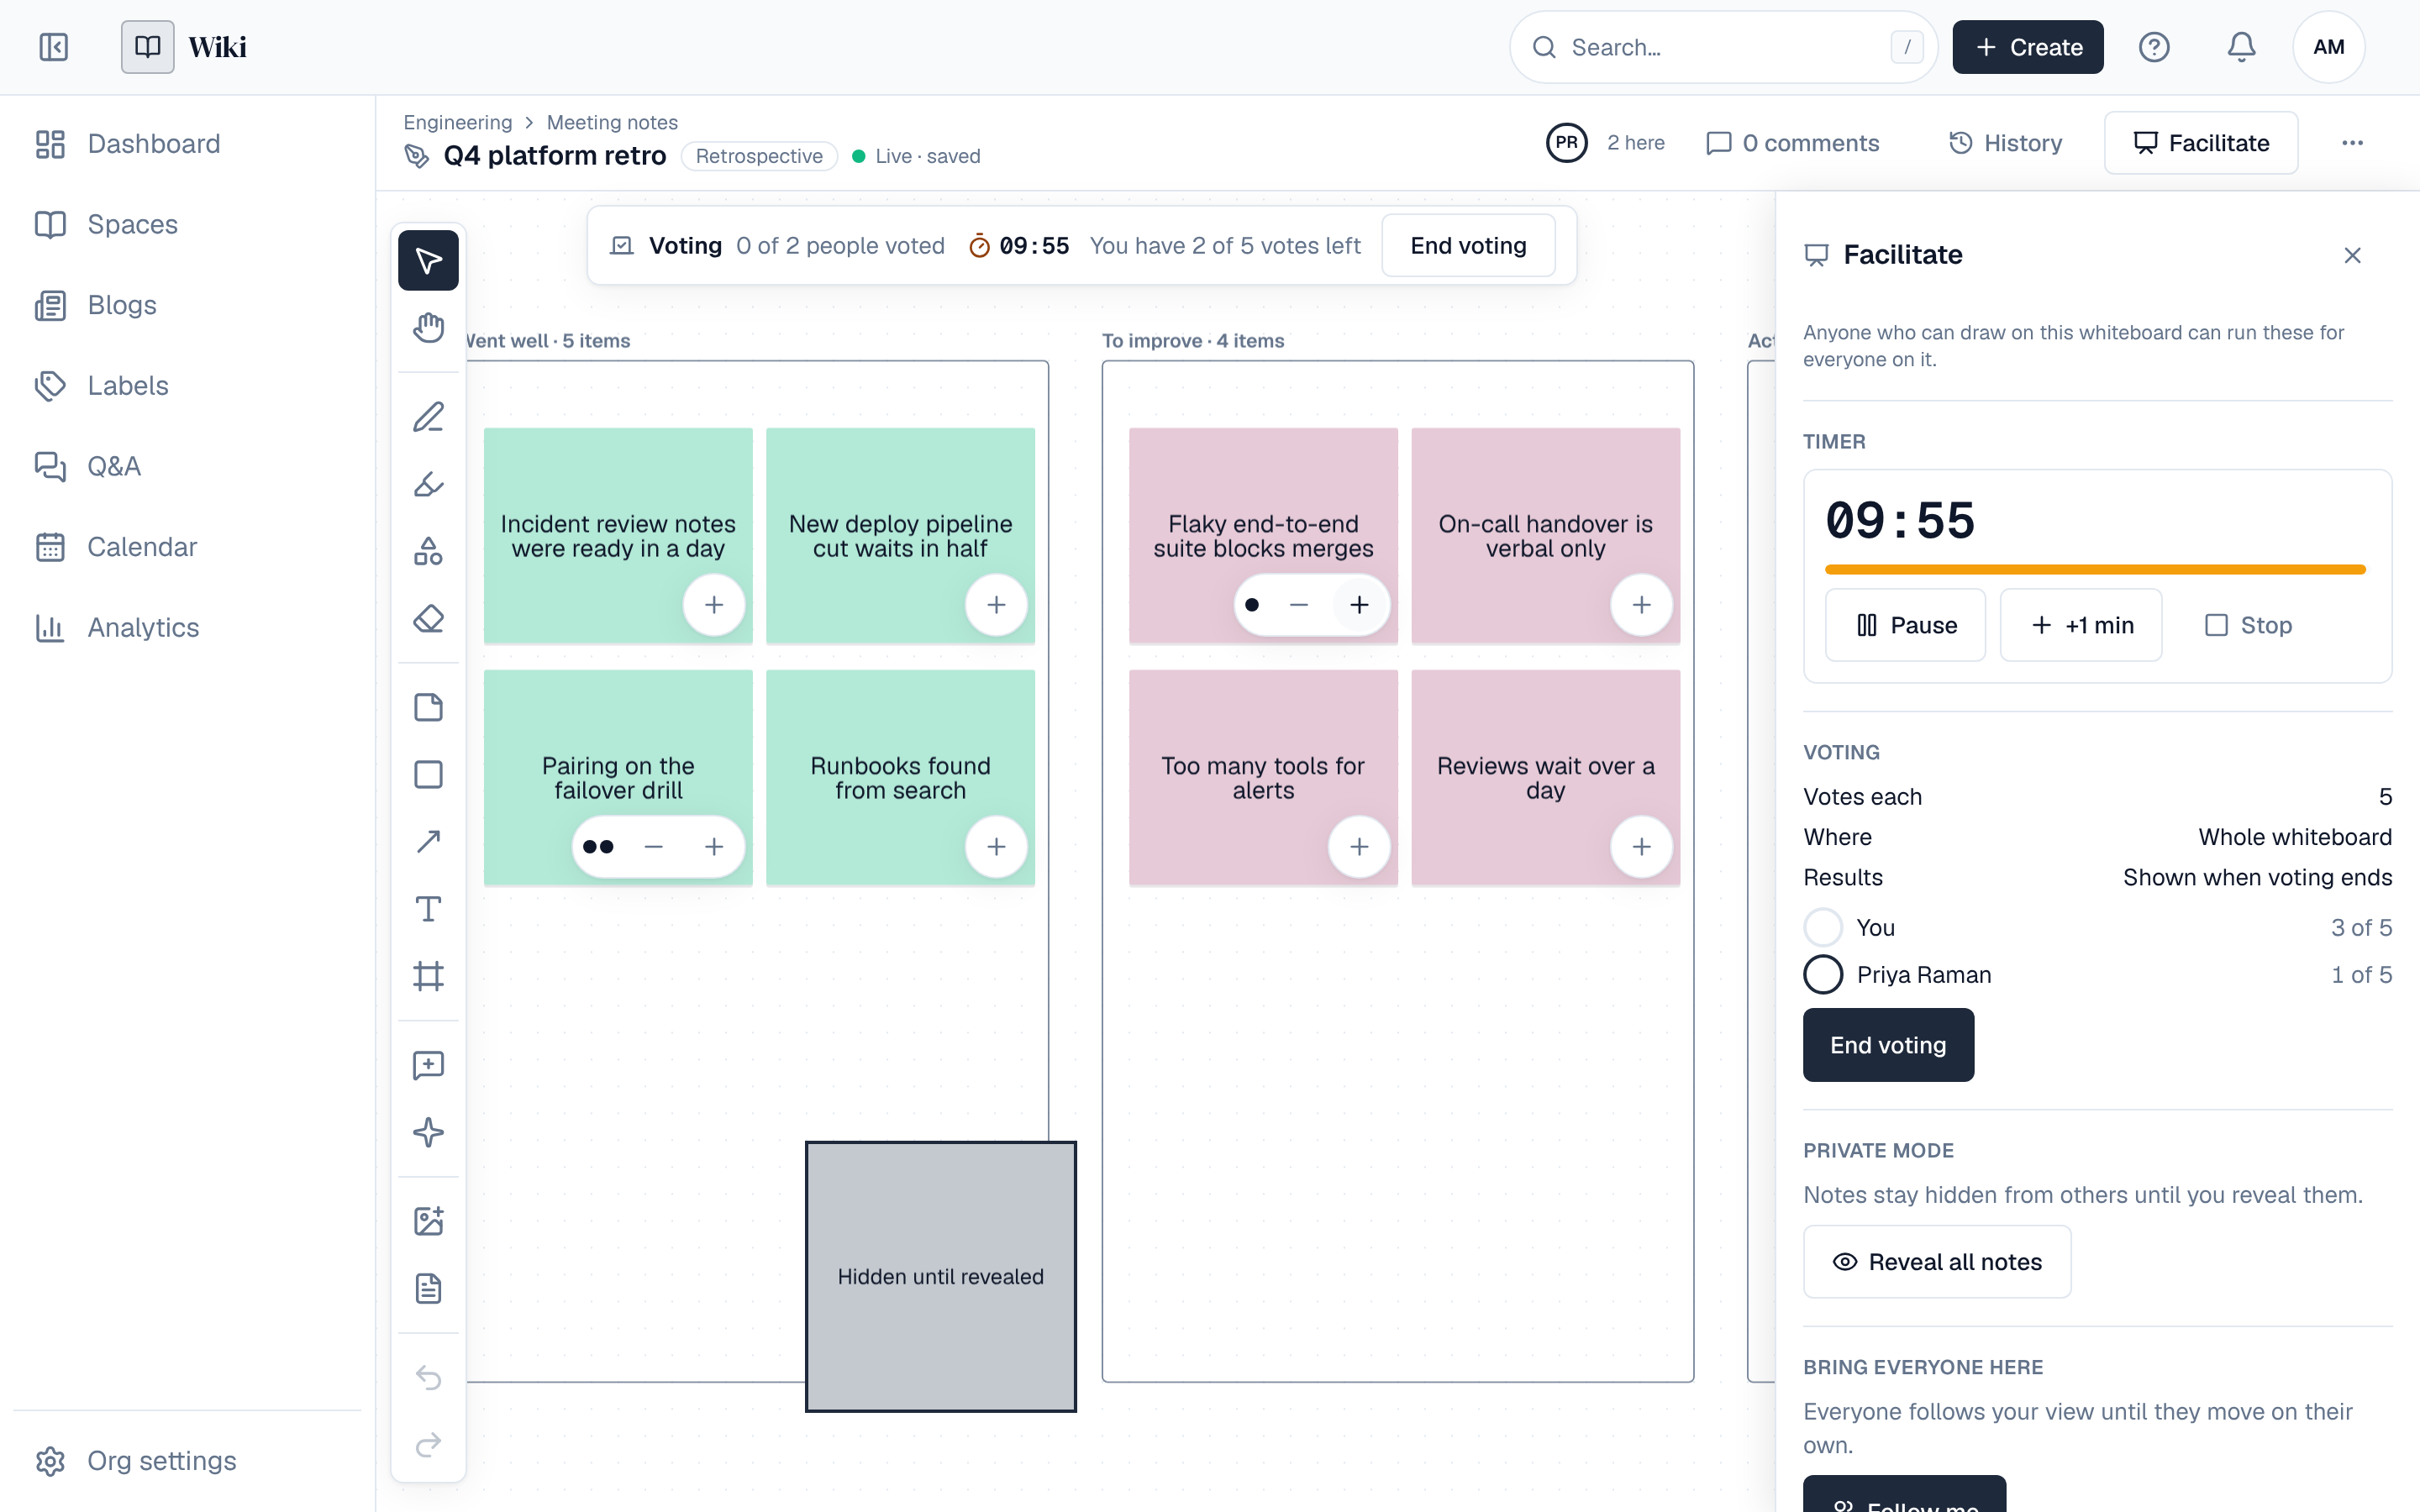 Wiki
Search...
/
Create
AM
Dashboard
Spaces
Blogs
Labels
Q&A
Calendar
Analytics
Org settings
Engineering
Meeting notes
Q4 platform retro
Retrospective
Live · saved
PR
2 here
0 comments
History
Facilitate
Voting
0 of 2 people voted
09:55
You have 2 of 5 votes left
End voting
Went well · 5 items
Incident review notes
were ready in a day
New deploy pipeline
cut waits in half
Pairing on the
failover drill
Runbooks found
from search
Hidden until revealed
To improve · 4 items
Flaky end-to-end
suite blocks merges
On-call handover is
verbal only
Too many tools for
alerts
Reviews wait over a
day
Facilitate
Anyone who can draw on this whiteboard can run these for
everyone on it.
TIMER
09:55
Pause
+1 min
Stop
VOTING
Votes each
5
Where
Whole whiteboard
Results
Shown when voting ends
You
3 of 5
Priya Raman
1 of 5
End voting
PRIVATE MODE
Notes stay hidden from others until you reveal them.
Reveal all notes
BRING EVERYONE HERE
Everyone follows your view until they move on their
own.
Follow me